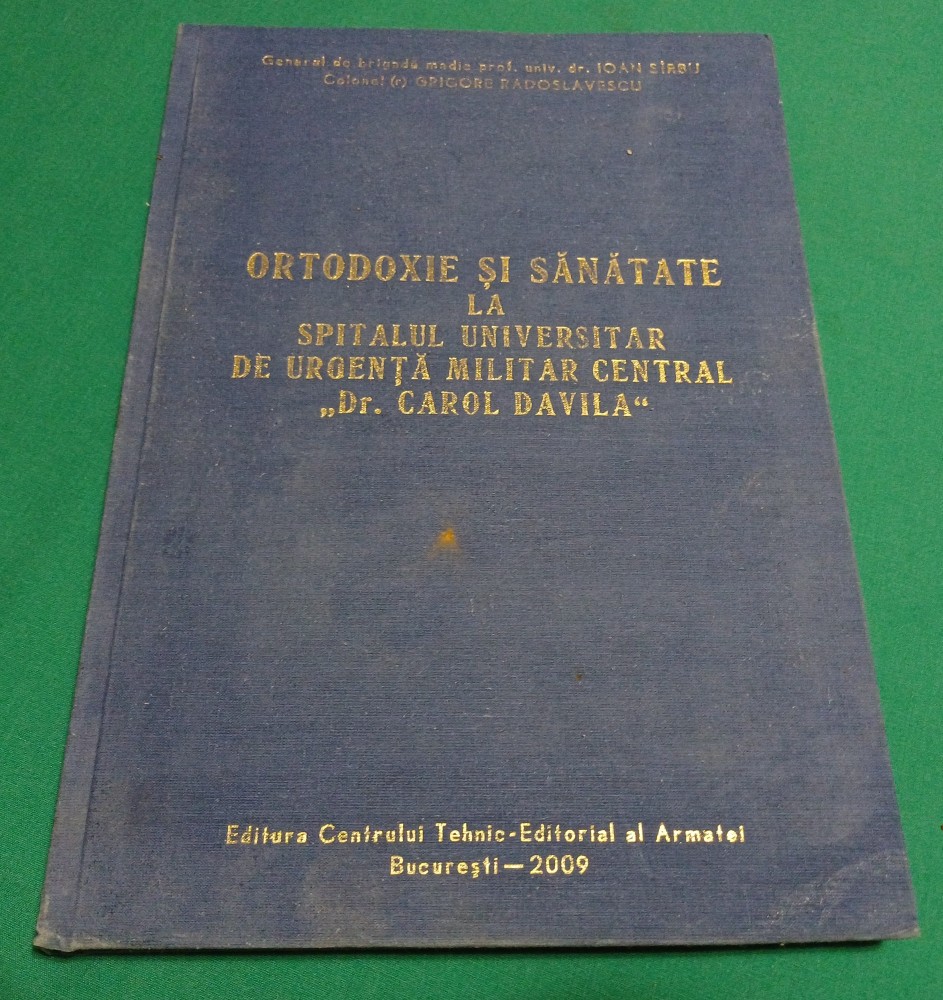 General de brigadă medic prof. univ. dr. IOAN SÎRBU
Colonel (r) GRIGORE RADOSLAVESCU
ORTODOXIE ȘI SĂNĂTATE
LA
SPITALUL UNIVERSITAR
DE URGENȚĂ MILITAR CENTRAL
„Dr. CAROL DAVILA“
Editura Centrului Tehnic-Editorial al Armatei
București—2009